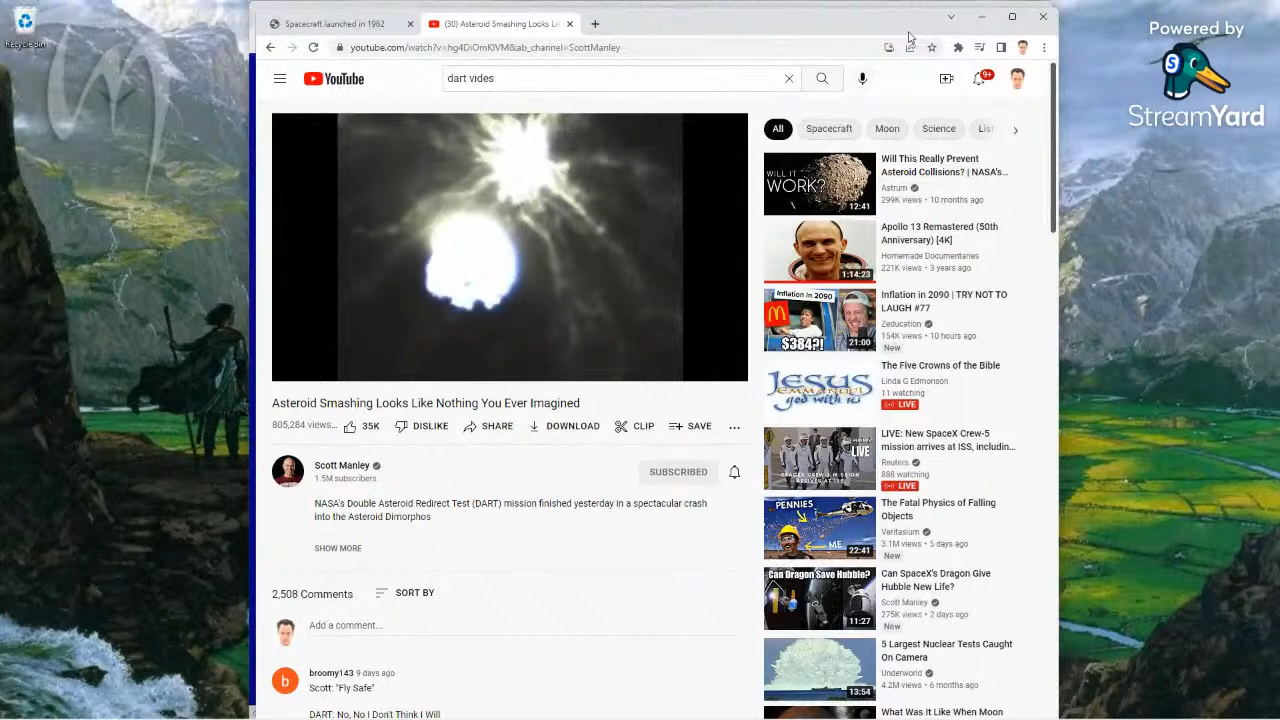 Recycle Bin
Spacecraft launched in 1962
(30) Asteroid Smashing Looks Li
youtube.com/watch?v=hg4DiOmKIVM&ab_channel=ScottManley
YouTube
dart vides
9+
Powered by
S
StreamYard
All
Spacecraft
Moon
Science
List
WILL IT
WORK?
12:41
Will This Really Prevent
Asteroid Collisions? | NASA's...
Astrum
299K views • 10 months ago
1:14:23
Apollo 13 Remastered (50th
Anniversary) [4K]
Homemade Documentaries
221K views • 3 years ago
Inflation in 2090
$384?!
21:00
Inflation in 2090 | TRY NOT TO
LAUGH #77
Zeducation
154K views • 10 hours ago
New
JESUS
EMMANUEL
god with us
The Five Crowns of the Bible
Linda G Edmonson
11 watching
LIVE
Asteroid Smashing Looks Like Nothing You Ever Imagined
805,284 views...
35K
DISLIKE
SHARE
DOWNLOAD
CLIP
SAVE
LIVE
SPACEX CREW-5 MISSION
ARRIVES AT ISS
LIVE: New SpaceX Crew-5
mission arrives at ISS, includin...
Reuters
888 watching
LIVE
Scott Manley
1.5M subscribers
SUBSCRIBED
NASA's Double Asteroid Redirect Test (DART) mission finished yesterday in a spectacular crash
into the Asteroid Dimorphos
SHOW MORE
PENNIES
ME
22:41
The Fatal Physics of Falling
Objects
Veritasium
3.1M views • 5 days ago
New
Can Dragon Save Hubble?
11:27
Can SpaceX's Dragon Give
Hubble New Life?
Scott Manley
275K views • 2 days ago
New
2,508 Comments
SORT BY
Add a comment...
13:54
5 Largest Nuclear Tests Caught
On Camera
Underworld
4.2M views • 6 months ago
b
broomy143 9 days ago
Scott: "Fly Safe"
DART: No, No I Don't Think I Will
What Was It Like When Moon